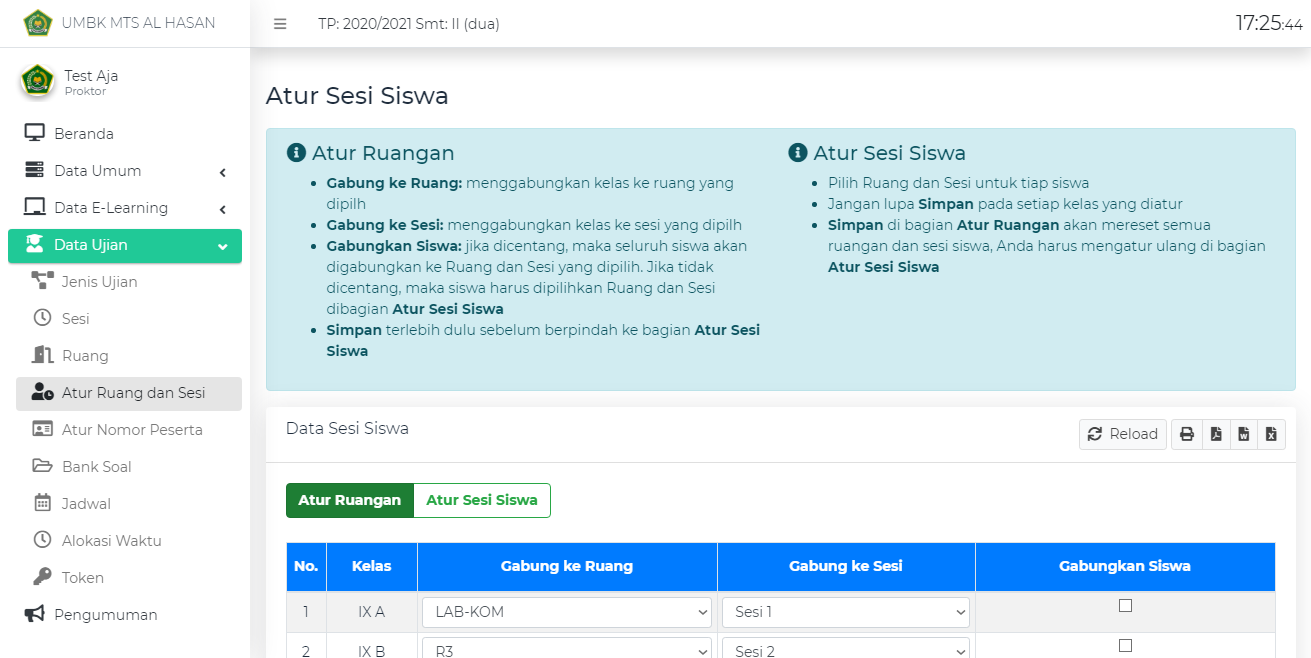 UMBK MTS AL HASAN
TP: 2020/2021 Smt: II (dua)
17:25:44
Test Aja
Proktor
Beranda
Data Umum
Data E-Learning
Data Ujian
Jenis Ujian
Sesi
Ruang
Atur Ruang dan Sesi
Atur Nomor Peserta
Bank Soal
Jadwal
Alokasi Waktu
Token
Pengumuman
Atur Sesi Siswa
Atur Ruangan
Gabung ke Ruang: menggabungkan kelas ke ruang yang
dipilh
Gabung ke Sesi: menggabungkan kelas ke sesi yang dipilh
Gabungkan Siswa: jika dicentang, maka seluruh siswa akan
digabungkan ke Ruang dan Sesi yang dipilih. Jika tidak
dicentang, maka siswa harus dipilihkan Ruang dan Sesi
dibagian Atur Sesi Siswa
Simpan terlebih dulu sebelum berpindah ke bagian Atur Sesi
Siswa
Atur Sesi Siswa
Pilih Ruang dan Sesi untuk tiap siswa
Jangan lupa Simpan pada setiap kelas yang diatur
Simpan di bagian Atur Ruangan akan mereset semua
ruangan dan sesi siswa, Anda harus mengatur ulang di bagian
Atur Sesi Siswa
Data Sesi Siswa
Reload
Atur Ruangan Atur Sesi Siswa
No. Kelas Gabung ke Ruang Gabung ke Sesi Gabungkan Siswa
1 IX A LAB-KOM Sesi 1
2 IX B R3 Sesi 2